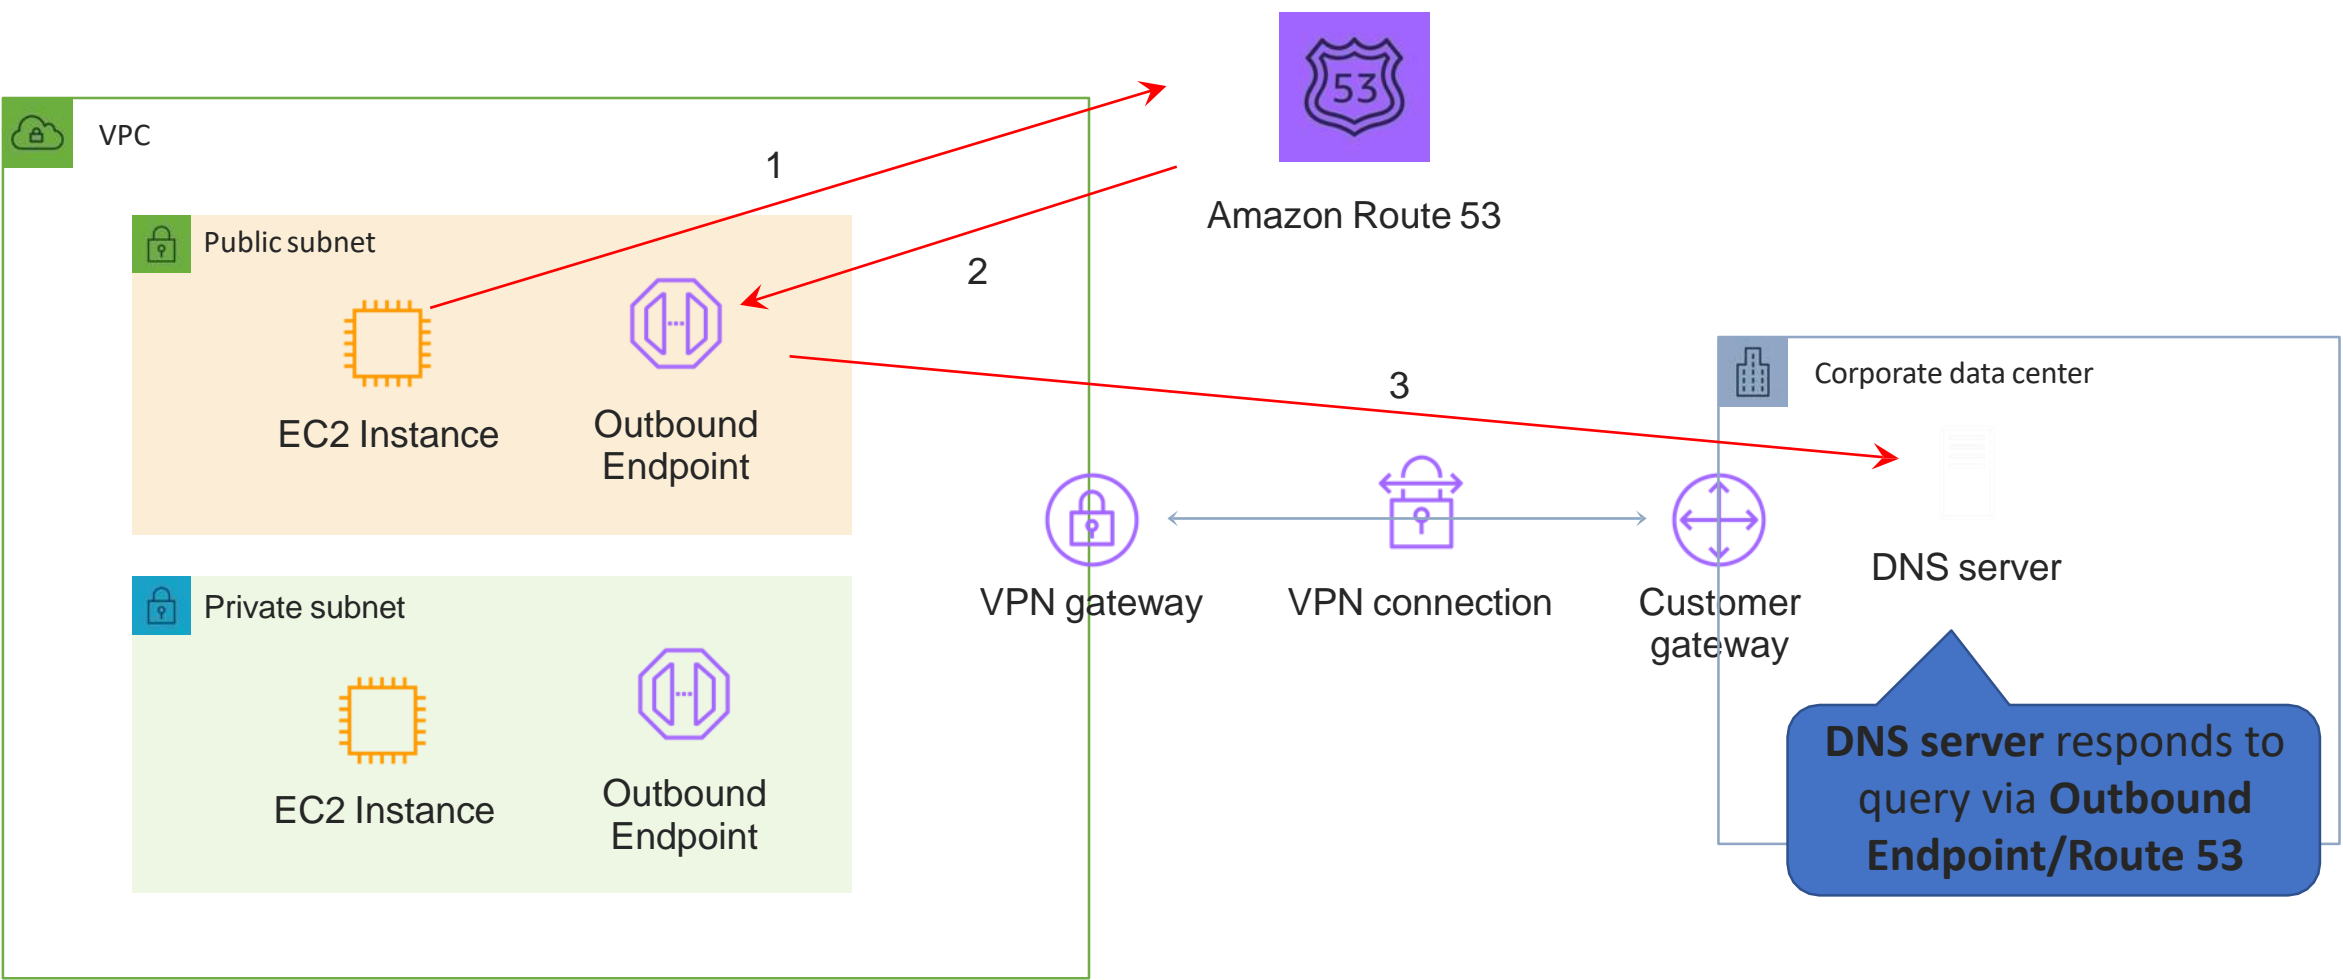 53
Amazon Route 53
VPC
1
2
Public subnet
EC2 Instance
Outbound
Endpoint
3
Corporate data center
DNS server
VPN gateway
VPN connection
Customer
gateway
Private subnet
EC2 Instance
Outbound
Endpoint
DNS server responds to
query via Outbound
Endpoint/Route 53